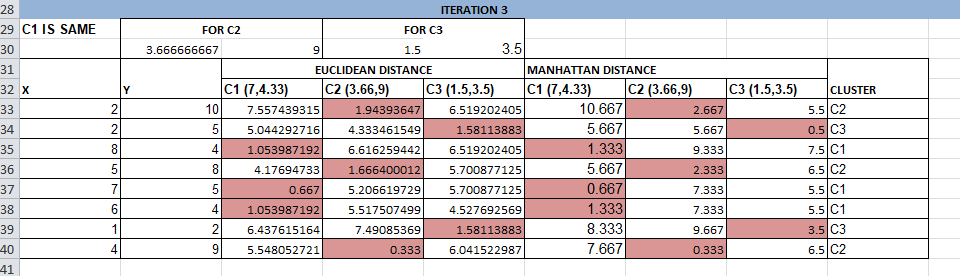 28 ITERATION 3
29 C1 IS SAME FOR C2 FOR C3
30 3.666666667 9 1.5 3.5
31 EUCLIDEAN DISTANCE MANHATTAN DISTANCE
32 X Y C1 (7,4.33) C2 (3.66,9) C3 (1.5,3.5) C1 (7,4.33) C2 (3.66,9) C3 (1.5,3.5) CLUSTER
33 2 10 7.557439315 1.94393647 6.519202405 10.667 2.667 5.5 C2
34 2 5 5.044292716 4.333461549 1.58113883 5.667 5.667 0.5 C3
35 8 4 1.053987192 6.616259442 6.519202405 1.333 9.333 7.5 C1
36 5 8 4.17694733 1.666400012 5.700877125 5.667 2.333 6.5 C2
37 7 5 0.667 5.206619729 5.700877125 0.667 7.333 5.5 C1
38 6 4 1.053987192 5.517507499 4.527692569 1.333 7.333 5.5 C1
39 1 2 6.437615164 7.49085369 1.58113883 8.333 9.667 3.5 C3
40 4 9 5.548052721 0.333 6.041522987 7.667 0.333 6.5 C2
41